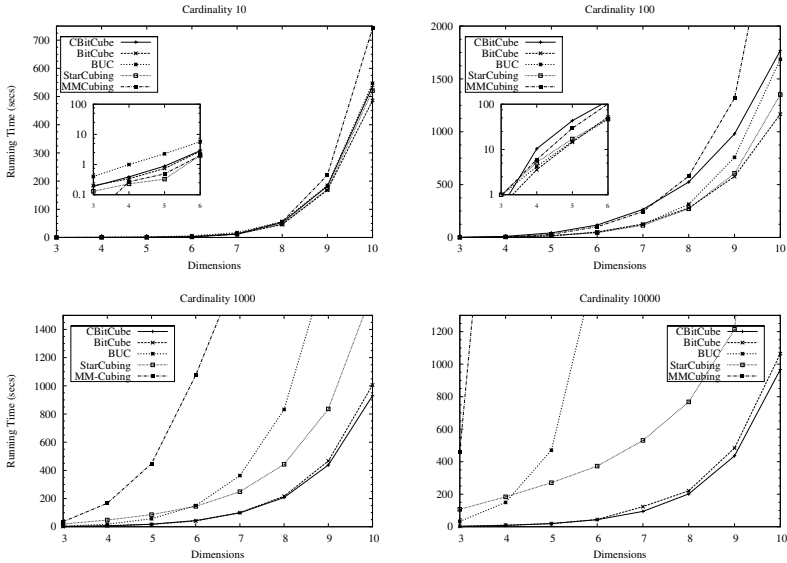 Cardinality 10
Running Time (secs)
750
700
600
500
400
300
200
100
0
CBitCube
BitCube
BUC
StarCubing
MMCubing
100
10
1
0.1
3 4 5 6
3 4 5 6 7 8 9 10
Dimensions
Cardinality 100
2000
1500
1000
500
0
CBitCube
BitCube
BUC
StarCubing
MMCubing
100
10
1
3 4 5 6
3 4 5 6 7 8 9 10
Dimensions
Cardinality 1000
Running Time (secs)
1400
1200
1000
800
600
400
200
0
CBitCube
BitCube
BUC
StarCubing
MM-Cubing
3 4 5 6 7 8 9 10
Dimensions
Cardinality 10000
1200
1000
800
600
400
200
0
CBitCube
BitCube
BUC
StarCubing
MMCubing
3 4 5 6 7 8 9 10
Dimensions